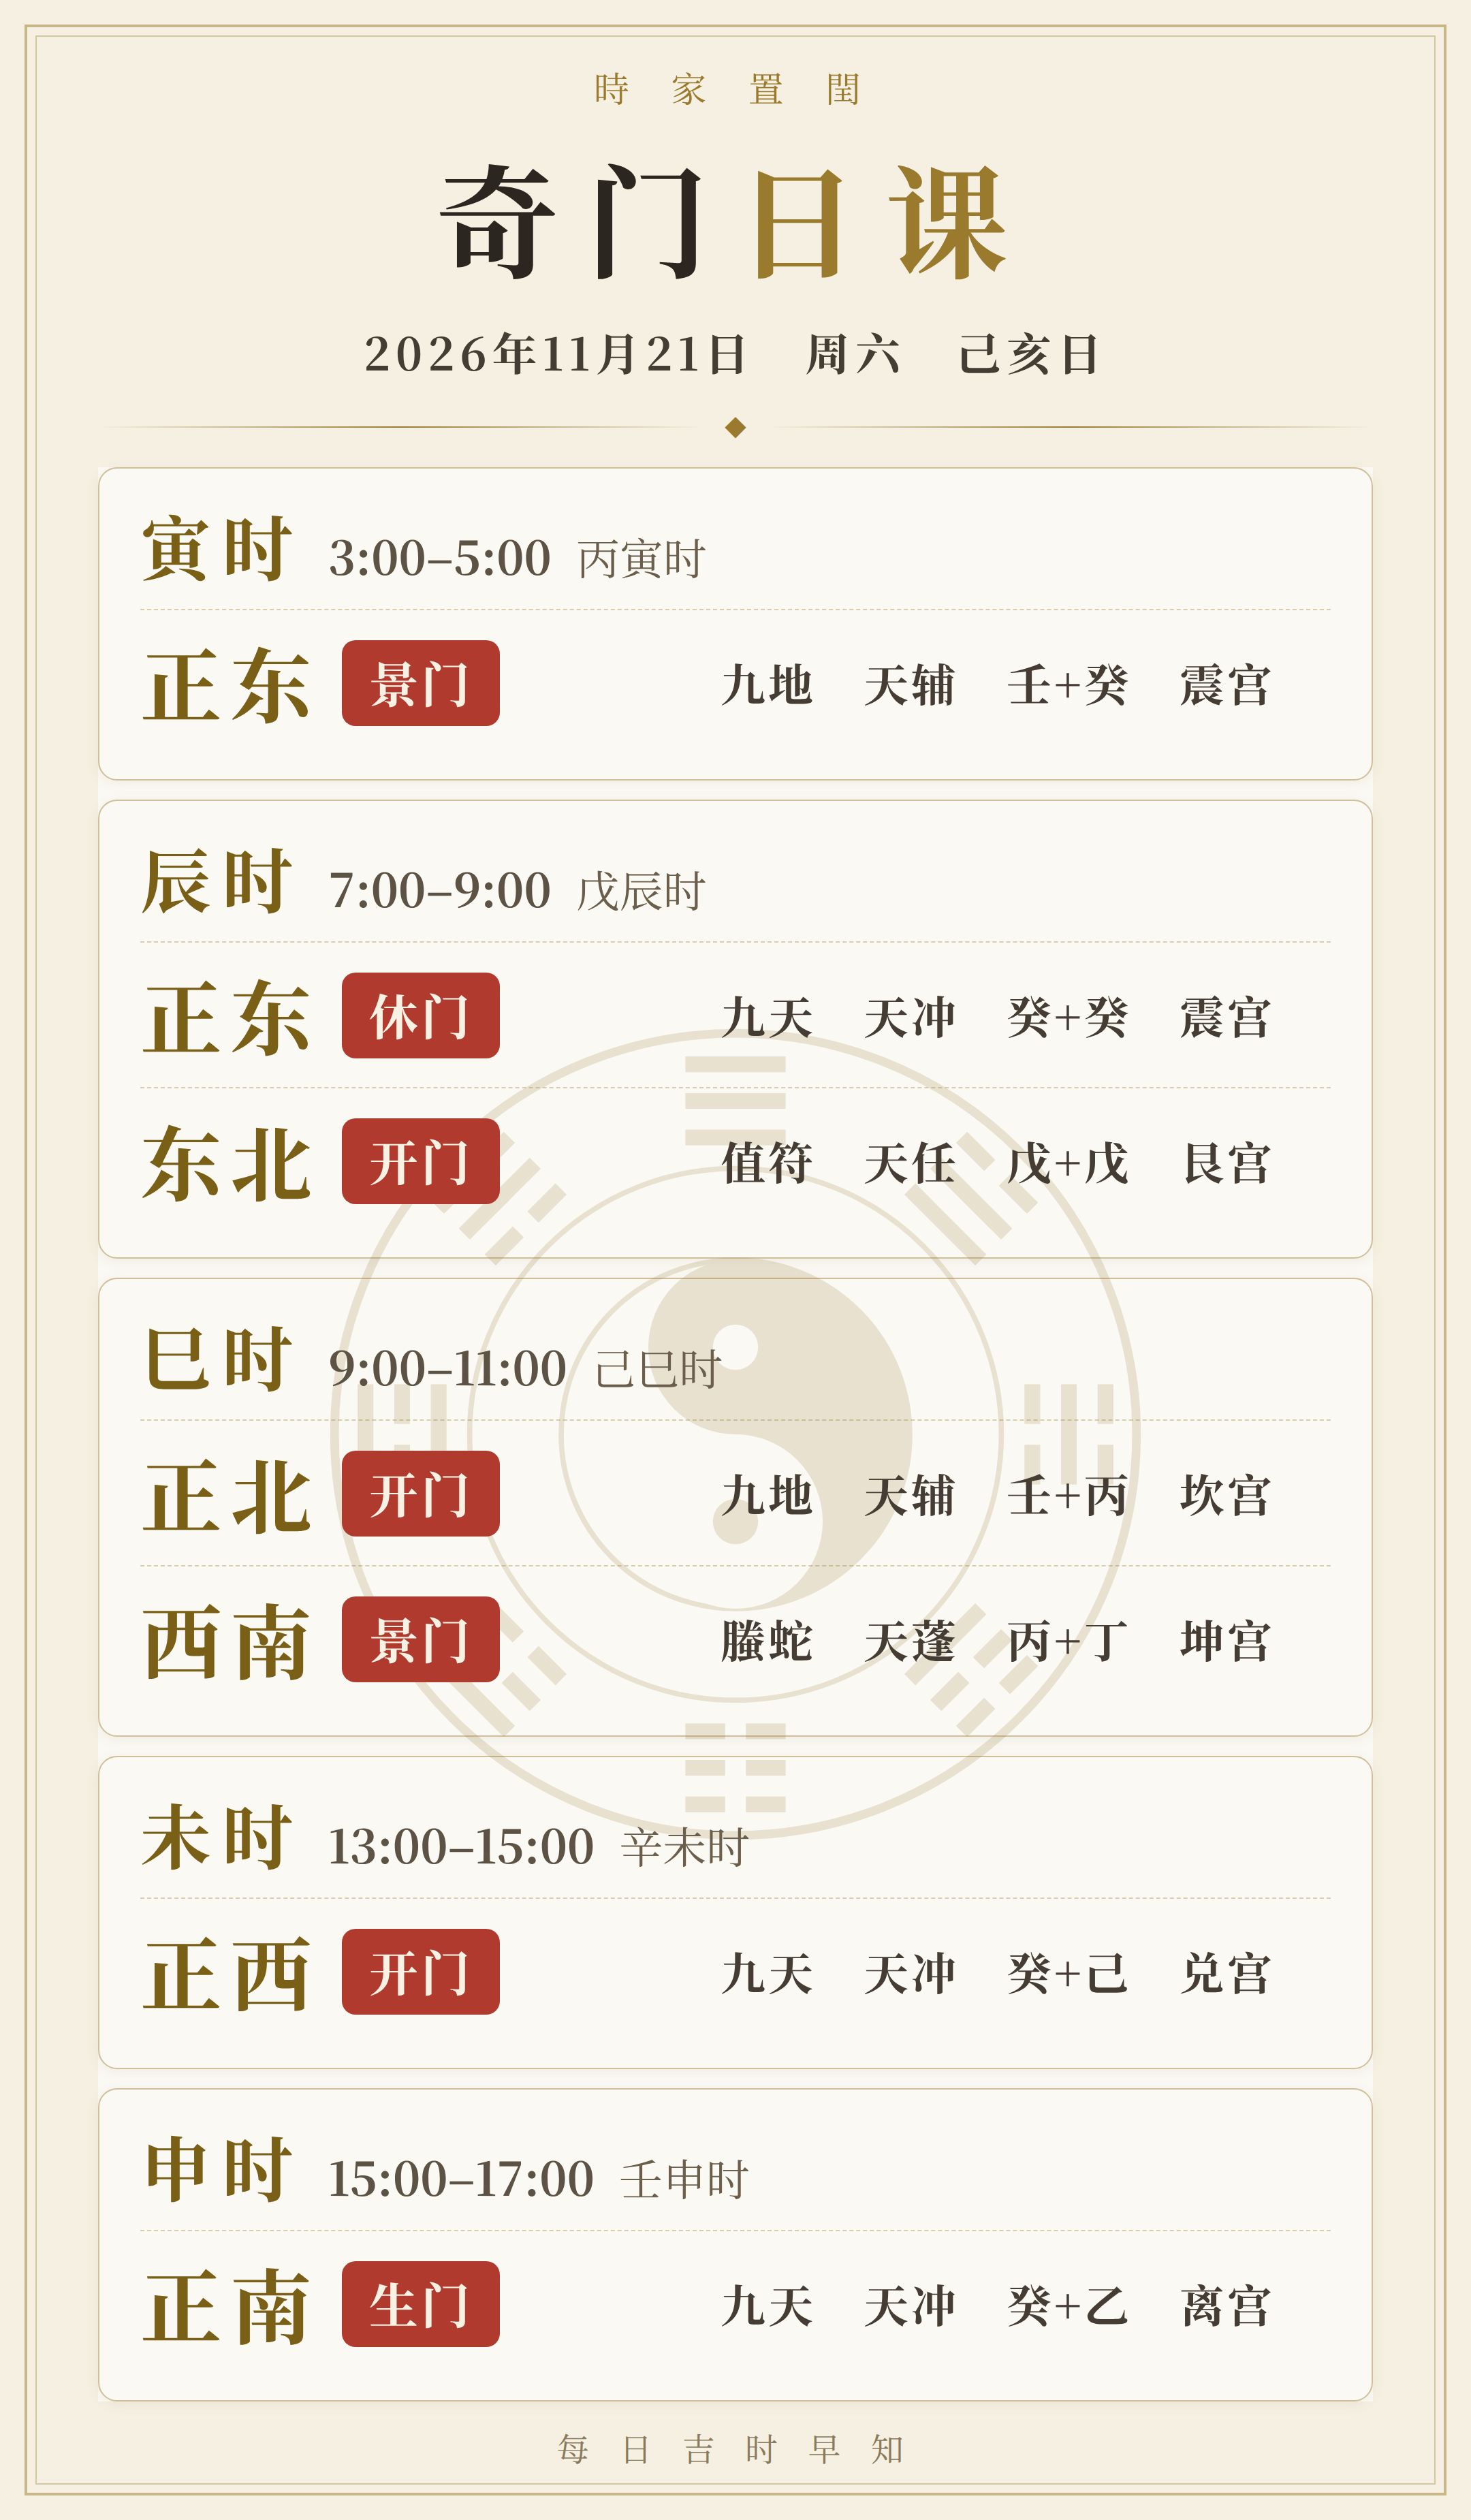 時家置閏
奇门日课
2026年11月21日 周六 己亥日
寅时 3:00–5:00 丙寅时
正东 景门 九地 天辅 壬+癸 震宫
辰时 7:00–9:00 戊辰时
正东 休门 九天 天冲 癸+癸 震宫
东北 开门 值符 天任 戊+戊 艮宫
巳时 9:00–11:00 己巳时
正北 开门 九地 天辅 壬+丙 坎宫
西南 景门 螣蛇 天蓬 丙+丁 坤宫
未时 13:00–15:00 辛未时
正西 开门 九天 天冲 癸+己 兑宫
申时 15:00–17:00 壬申时
正南 生门 九天 天冲 癸+乙 离宫
每日吉时早知